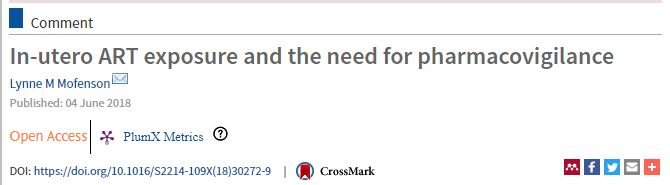 Comment
In-utero ART exposure and the need for pharmacovigilance
Lynne M Mofenson
Published: 04 June 2018
Open Access PlumX Metrics ?
DOI: https://doi.org/10.1016/S2214-109X(18)30272-9 | CrossMark